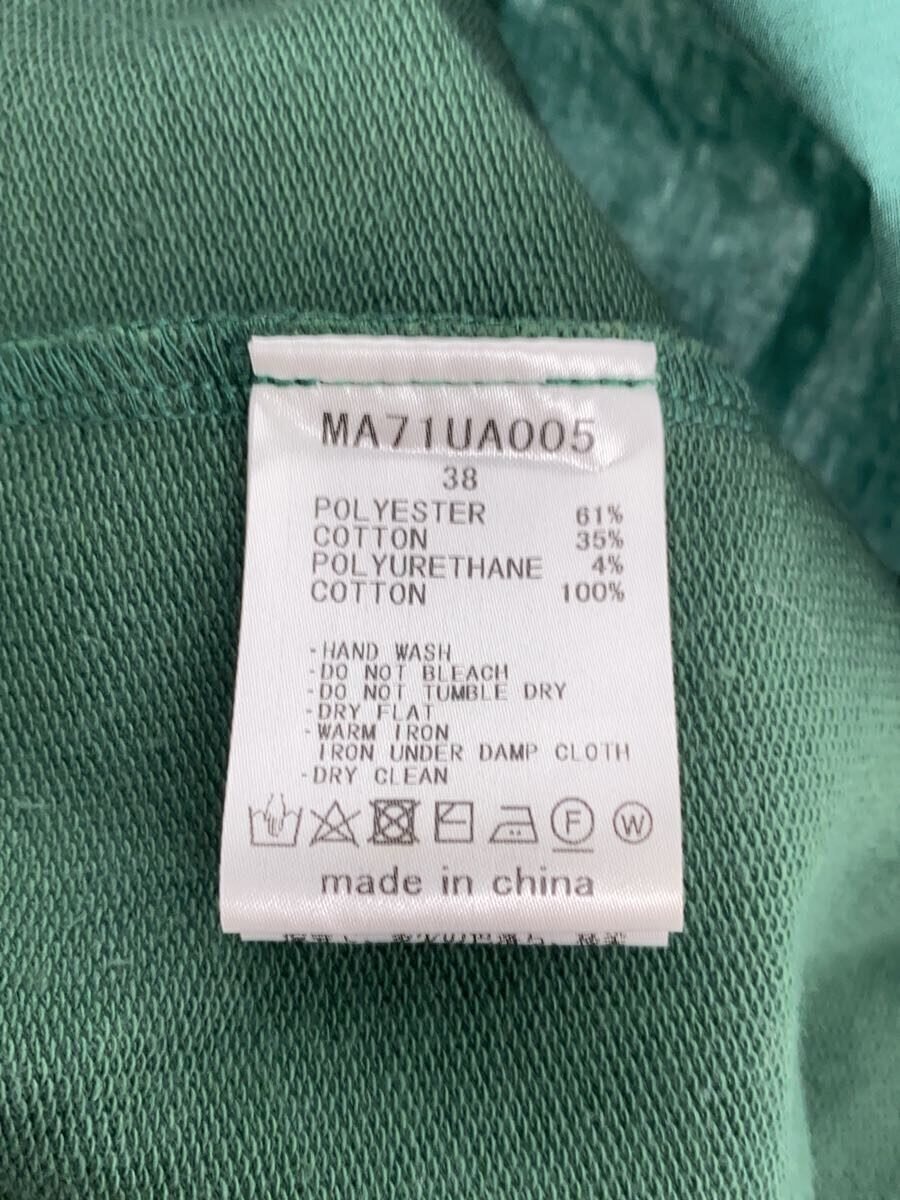 MA71UA005
38
POLYESTER 61%
COTTON 35%
POLYURETHANE 4%
COTTON 100%
-HAND WASH
-DO NOT BLEACH
-DO NOT TUMBLE DRY
-DRY FLAT
-WARM IRON
IRON UNDER DAMP CLOTH
-DRY CLEAN
F W
made in china